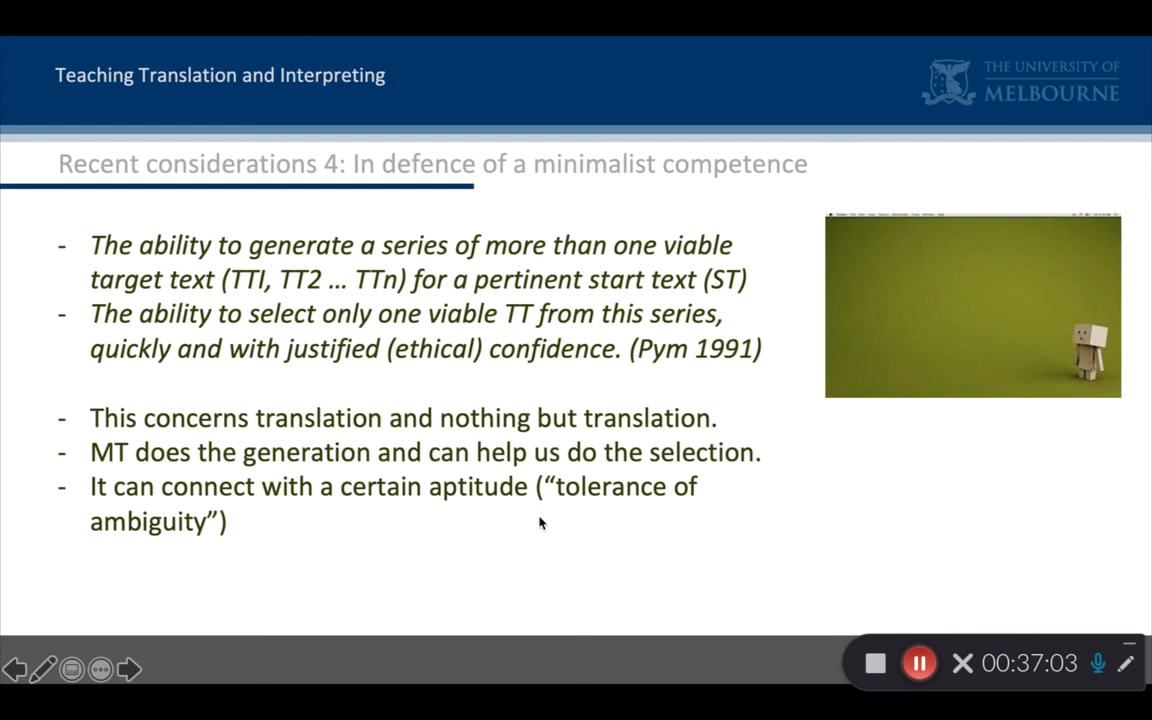 Teaching Translation and Interpreting
THE UNIVERSITY OF
MELBOURNE
Recent considerations 4: In defence of a minimalist competence
- The ability to generate a series of more than one viable
target text (TTI, TT2 ... TTn) for a pertinent start text (ST)
- The ability to select only one viable TT from this series,
quickly and with justified (ethical) confidence. (Pym 1991)
- This concerns translation and nothing but translation.
- MT does the generation and can help us do the selection.
- It can connect with a certain aptitude (“tolerance of
ambiguity”)
00:37:03